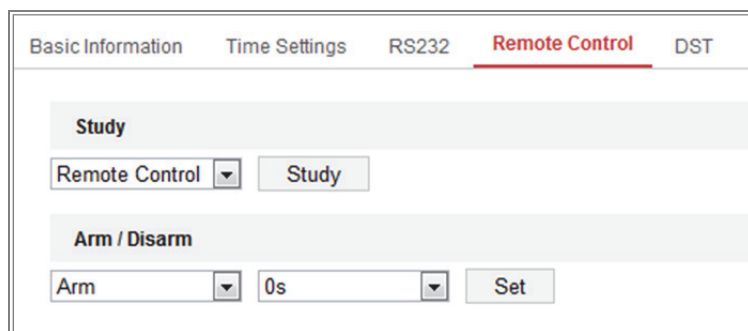 Basic Information Time Settings RS232 Remote Control DST
Study
Remote Control Study
Arm / Disarm
Arm 0s Set